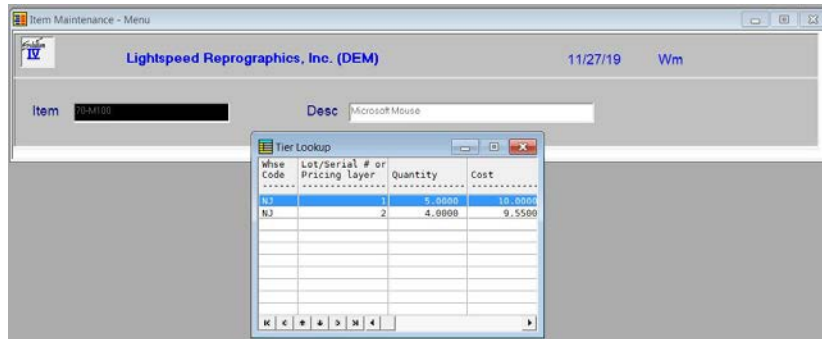 Item Maintenance - Menu
IV
Lightspeed Reprographics, Inc. (DEM) 11/27/19 Wm
Item 70-M100 Desc Microsoft Mouse
Tier Lookup
Whse Lot/Serial # or
Code Pricing layer Quantity Cost
NJ 1 5.0000 10.0000
NJ 2 4.0000 9.5500